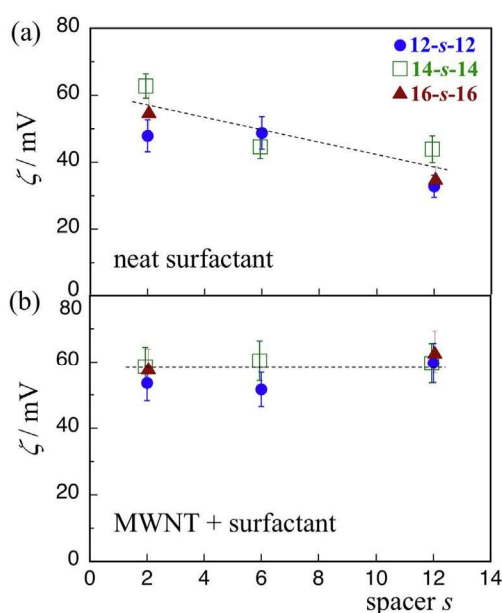 (a)
80
60
40
20
0
ζ / mV
12-s-12
14-s-14
16-s-16
neat surfactant
(b)
80
60
40
20
0
ζ / mV
MWNT + surfactant
0 2 4 6 8 10 12 14
spacer s